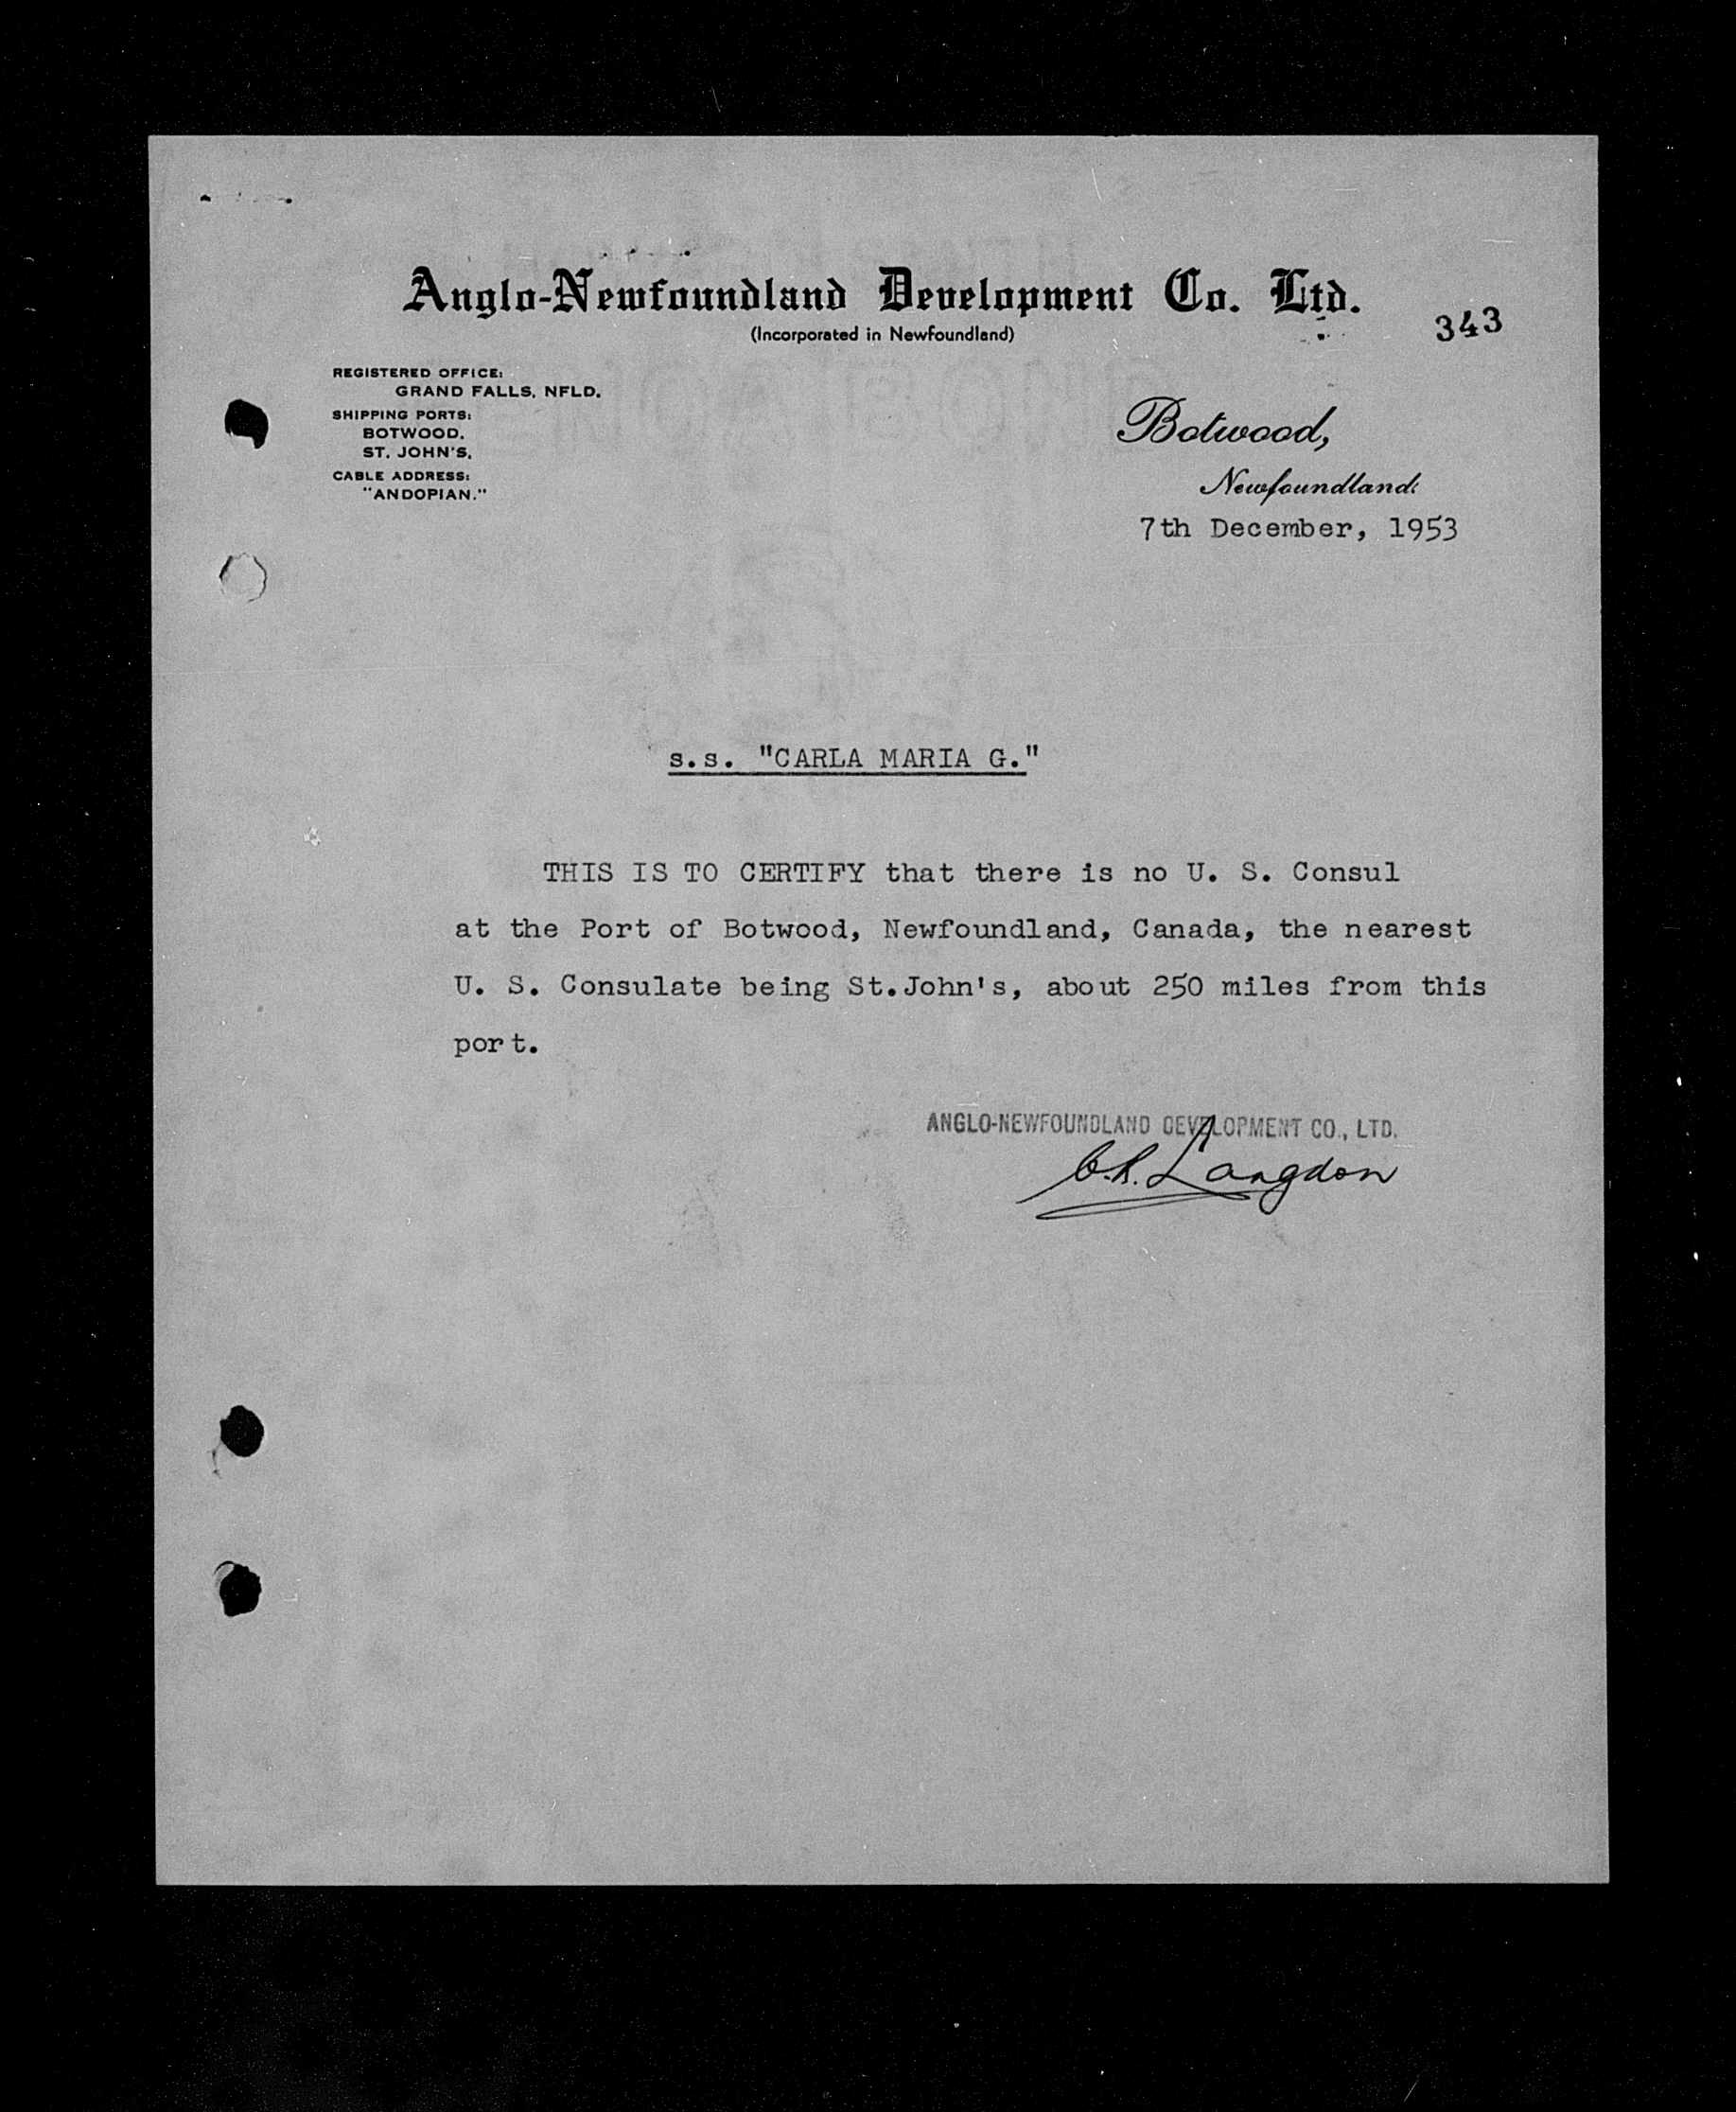 Anglo-Newfoundland Development Co. Ltd.
(Incorporated in Newfoundland)
343
REGISTERED OFFICE:
GRAND FALLS, NFLD.
SHIPPING PORTS:
BOTWOOD.
ST. JOHN'S.
CABLE ADDRESS:
"ANDOPIAN."
Botwood,
Newfoundland.
7th December, 1953
s.s. "CARLA MARIA G."
THIS IS TO CERTIFY that there is no U. S. Consul
at the Port of Botwood, Newfoundland, Canada, the nearest
U. S. Consulate being St.John's, about 250 miles from this
port.
ANGLO-NEWFOUNDLAND DEVELOPMENT CO., LTD.
Langdon